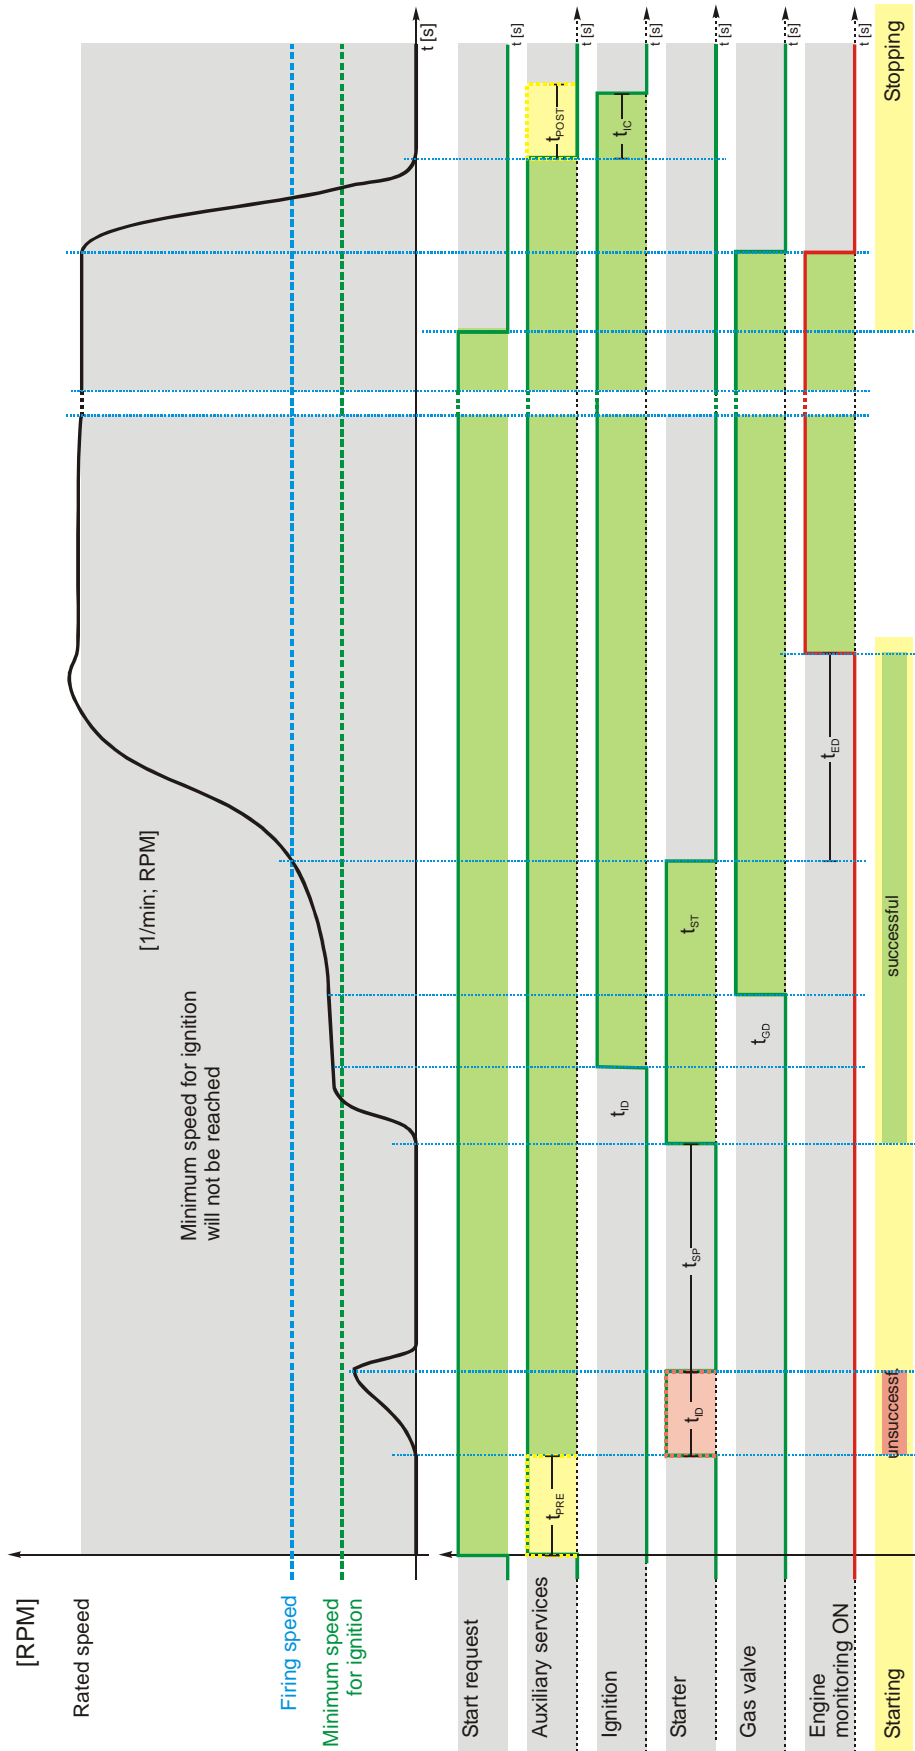 [RPM]
Rated speed
Firing speed
Minimum speed
for ignition
Minimum speed for ignition
will not be reached
[1/min; RPM]
t [s]
Start request
t [s]
Auxiliary services
tPRE
tPOST
t [s]
Ignition
tID
tIC
t [s]
Starter
tID
tSP
tST
t [s]
Gas valve
tGD
t [s]
Engine
monitoring ON
tED
t [s]
Starting
unsuccessf.
successful
Stopping